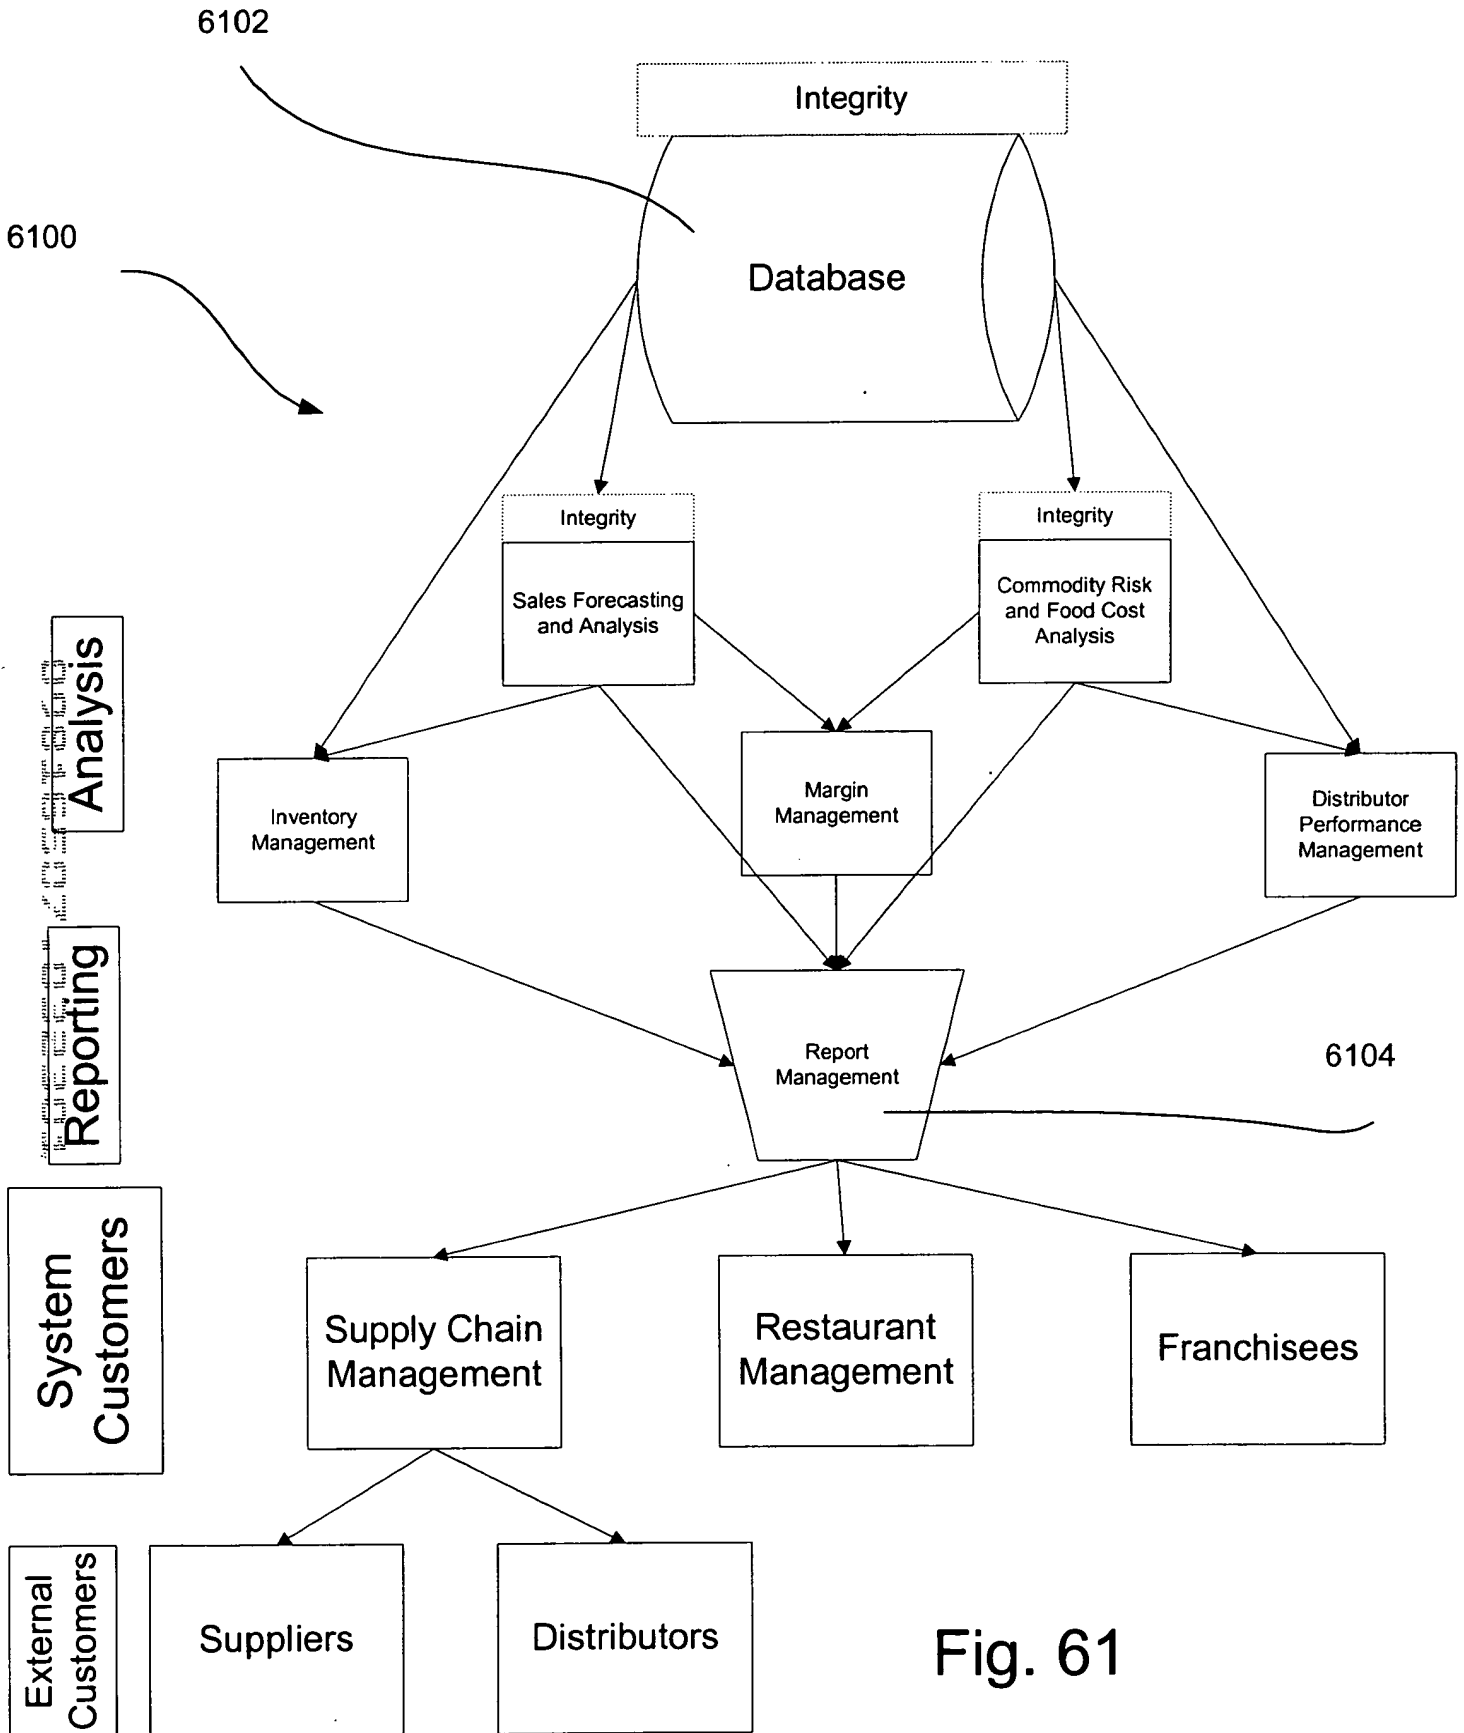 6102
Integrity
6100
Database
Integrity
Integrity
Sales Forecasting
and Analysis
Commodity Risk
and Food Cost
Analysis
Analysis
Inventory
Management
Margin
Management
Distributor
Performance
Management
Reporting
Report
Management
6104
System
Customers
Supply Chain
Management
Restaurant
Management
Franchisees
External
Customers
Suppliers
Distributors
Fig. 61